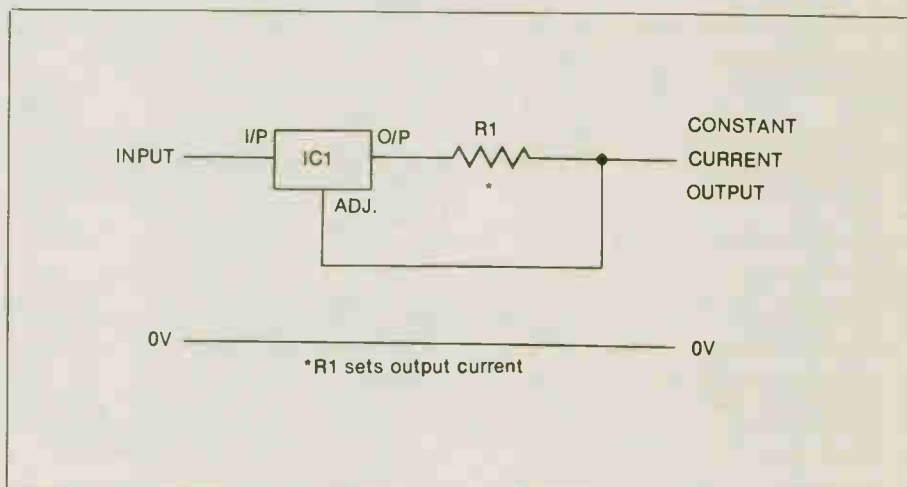 I/P
O/P
R1
CONSTANT
INPUT
IC1
CURRENT
*
OUTPUT
ADJ.
0V
0V
*R1 sets output current